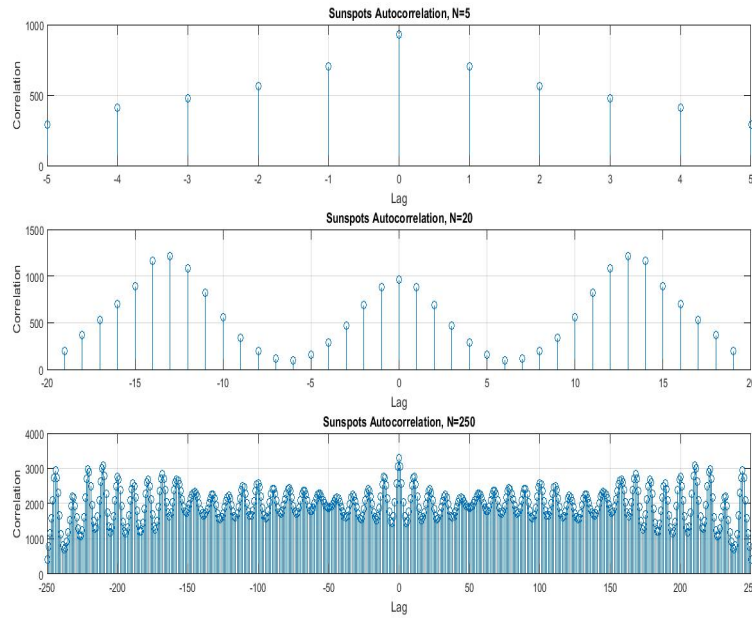 Sunspots Autocorrelation, N=5
1000
500
0
Correlation
-5 -4 -3 -2 -1 0 1 2 3 4 5
Lag
Sunspots Autocorrelation, N=20
1500
1000
500
0
Correlation
-20 -15 -10 -5 0 5 10 15 20
Lag
Sunspots Autocorrelation, N=250
4000
3000
2000
1000
0
Correlation
-250 -200 -150 -100 -50 0 50 100 150 200 250
Lag